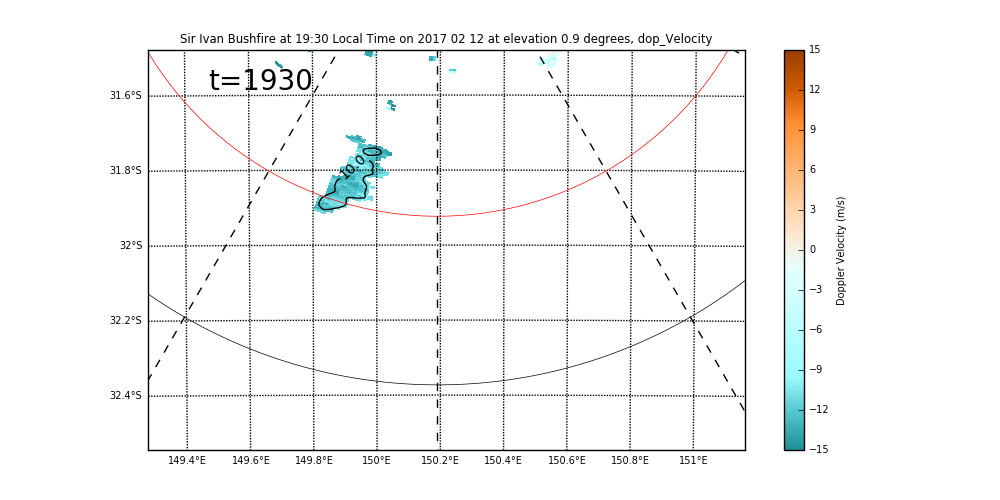 Sir Ivan Bushfire at 19:30 Local Time on 2017 02 12 at elevation 0.9 degrees, dop_Velocity
t=1930
31.6°S
31.8°S
32°S
32.2°S
32.4°S
10.0
149.4°E
149.6°E
149.8°E
150°E
150.2°E
150.4°E
150.6°E
150.8°E
151°E
15
12
9
6
3
0
−3
−6
−9
−12
−15
Doppler Velocity (m/s)